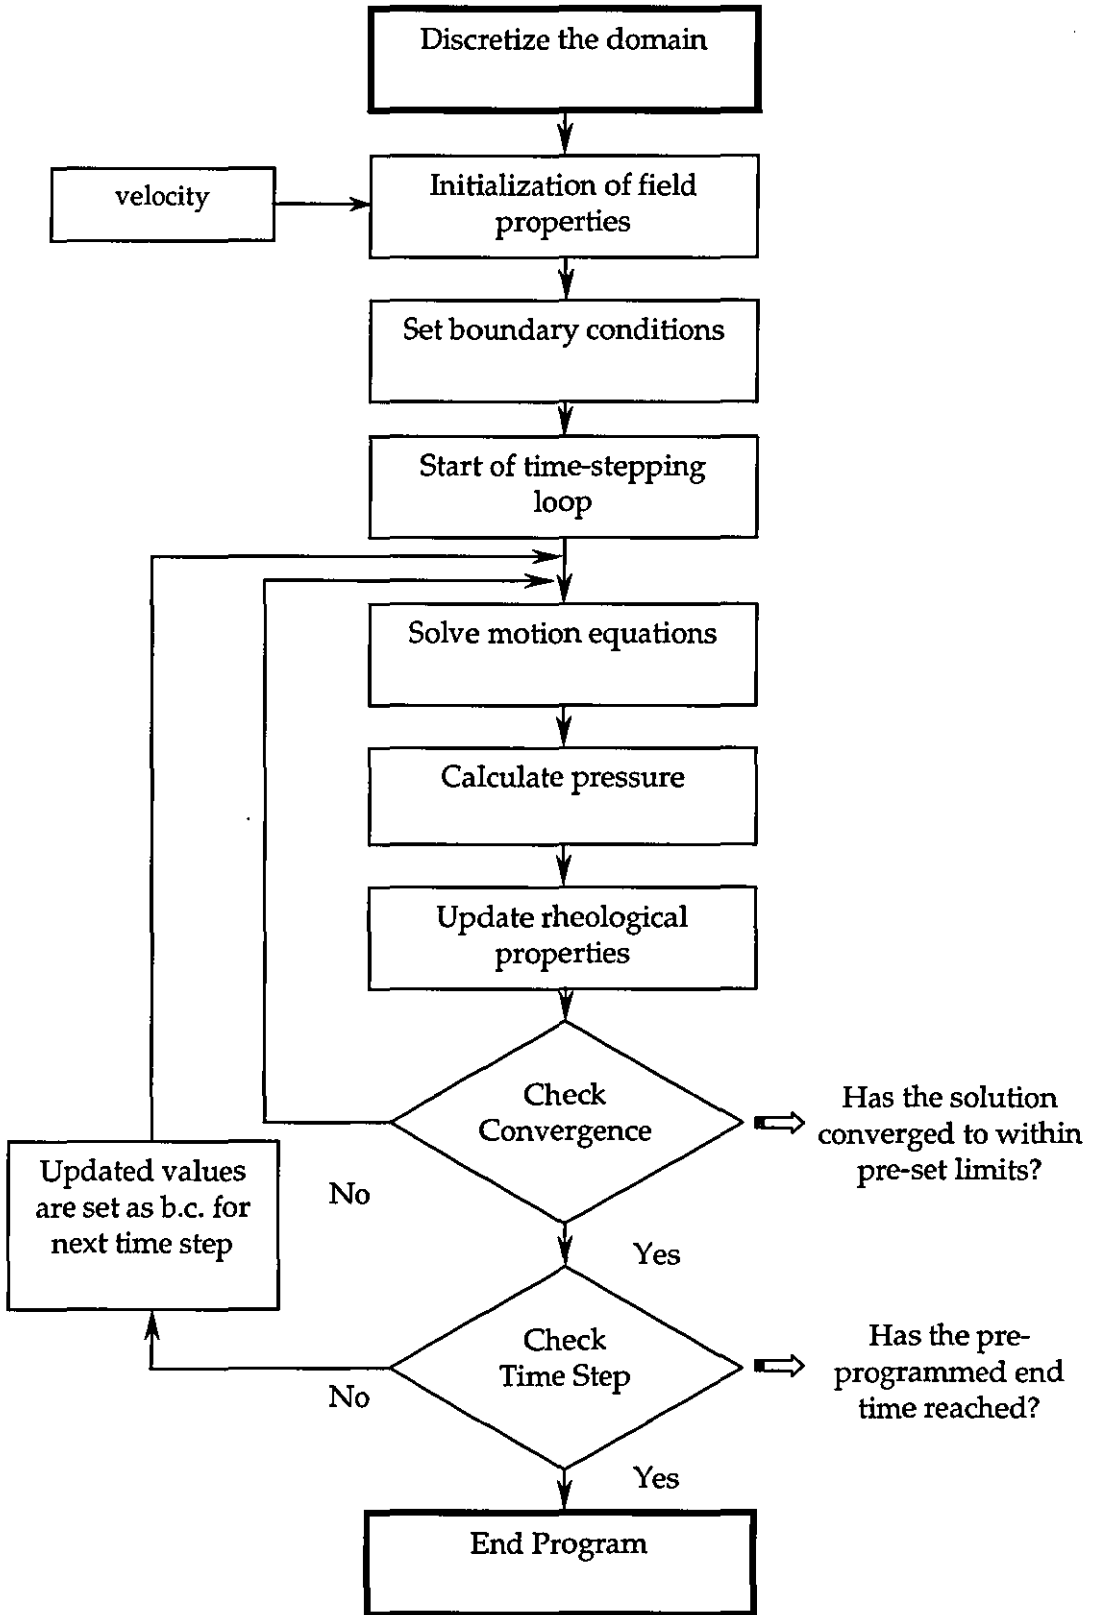 Discretize the domain
velocity
Initialization of field
properties
Set boundary conditions
Start of time-stepping
loop
Solve motion equations
Calculate pressure
Update rheological
properties
Check
Convergence
Has the solution
converged to within
pre-set limits?
No
Updated values
are set as b.c. for
next time step
Yes
Check
Time Step
Has the pre-
programmed end
time reached?
No
Yes
End Program